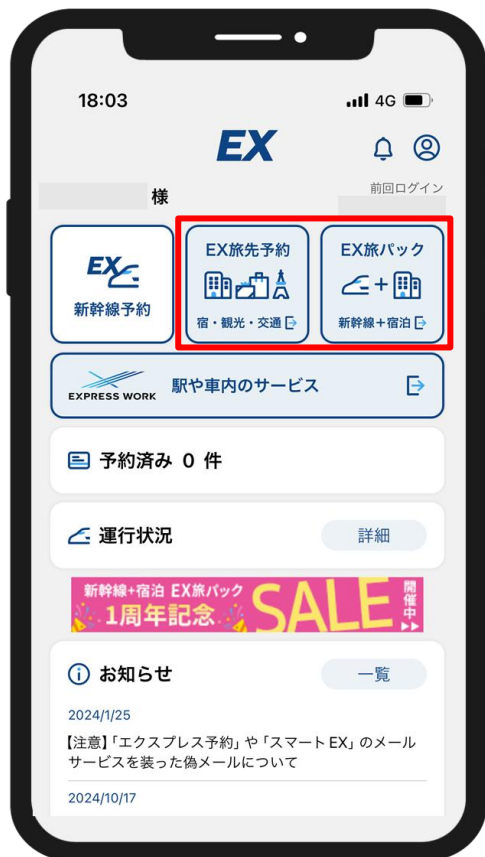 18:03
4G
EX
様
前回ログイン
EX
新幹線予約
EX旅先予約
宿・観光・交通
EX旅パック
新幹線+宿泊
EXPRESS WORK
駅や車内のサービス
予約済み 0 件
運行状況
詳細
新幹線+宿泊 EX旅パック
1周年記念
SALE
開催中
お知らせ
一覧
2024/1/25
【注意】「エクスプレス予約」や「スマートEX」のメール
サービスを装った偽メールについて
2024/10/17